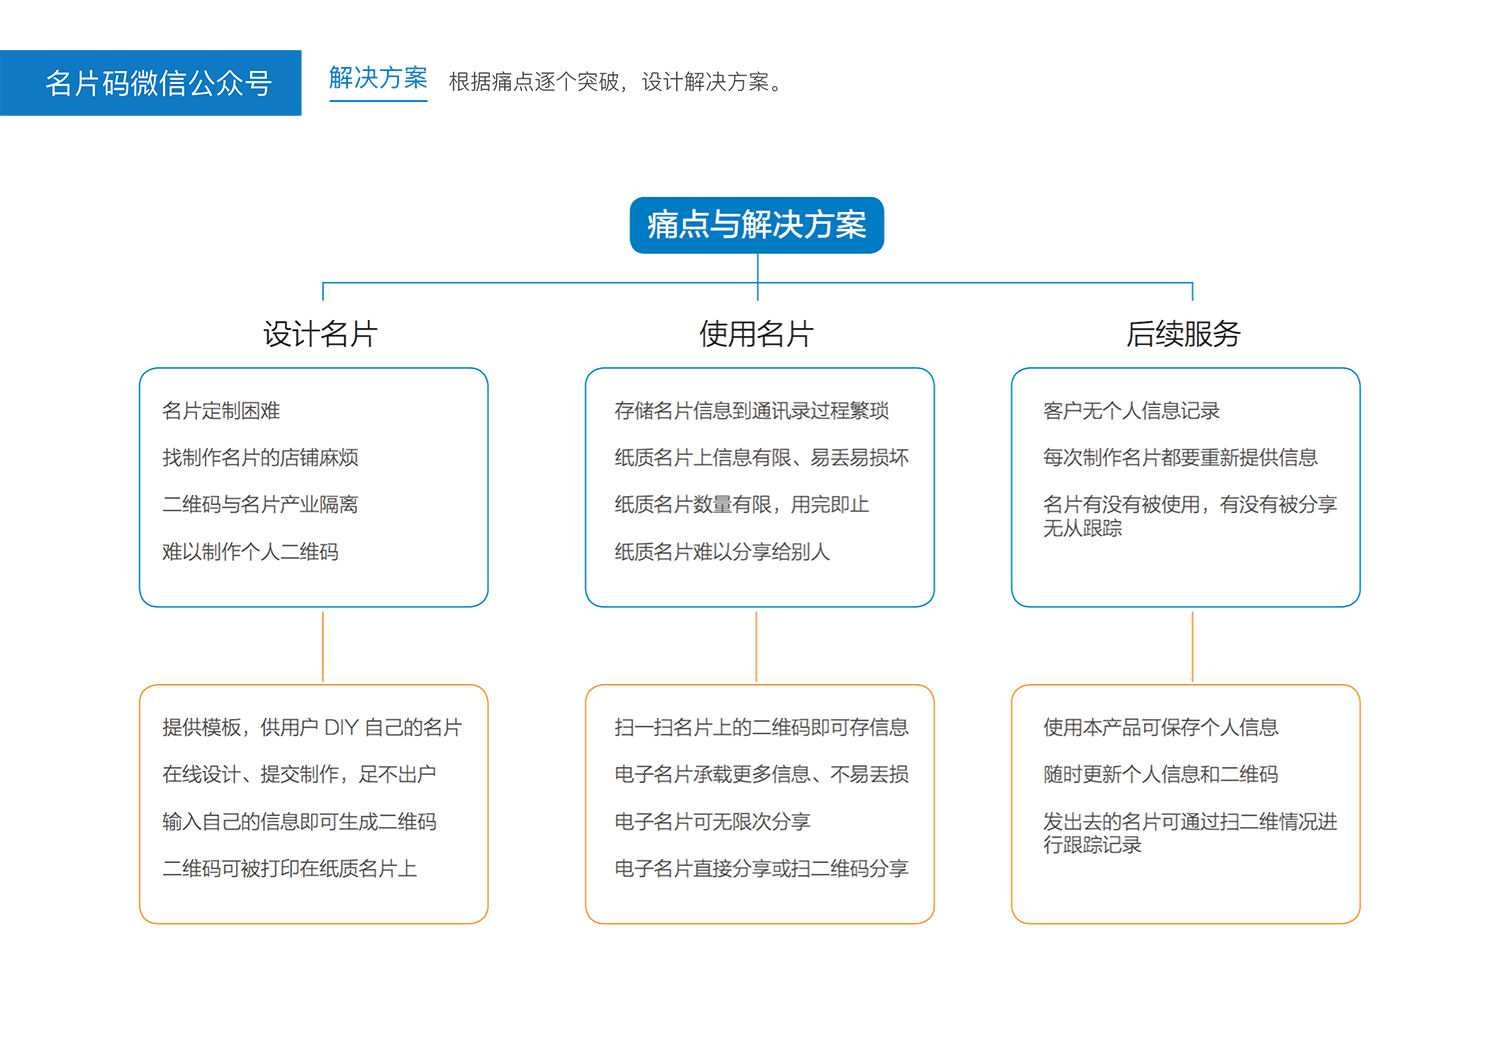 名片码微信公众号
解决方案
根据痛点逐个突破，设计解决方案。
痛点与解决方案
设计名片
名片定制困难
找制作名片的店铺麻烦
二维码与名片产业隔离
难以制作个人二维码
提供模板，供用户 DIY 自己的名片
在线设计、提交制作，足不出户
输入自己的信息即可生成二维码
二维码可被打印在纸质名片上
使用名片
存储名片信息到通讯录过程繁琐
纸质名片上信息有限、易丢易损坏
纸质名片数量有限，用完即止
纸质名片难以分享给别人
扫一扫名片上的二维码即可存信息
电子名片承载更多信息、不易丢损
电子名片可无限次分享
电子名片直接分享或扫二维码分享
后续服务
客户无个人信息记录
每次制作名片都要重新提供信息
名片有没有被使用，有没有被分享
无从跟踪
使用本产品可保存个人信息
随时更新个人信息和二维码
发出去的名片可通过扫二维情况进
行跟踪记录